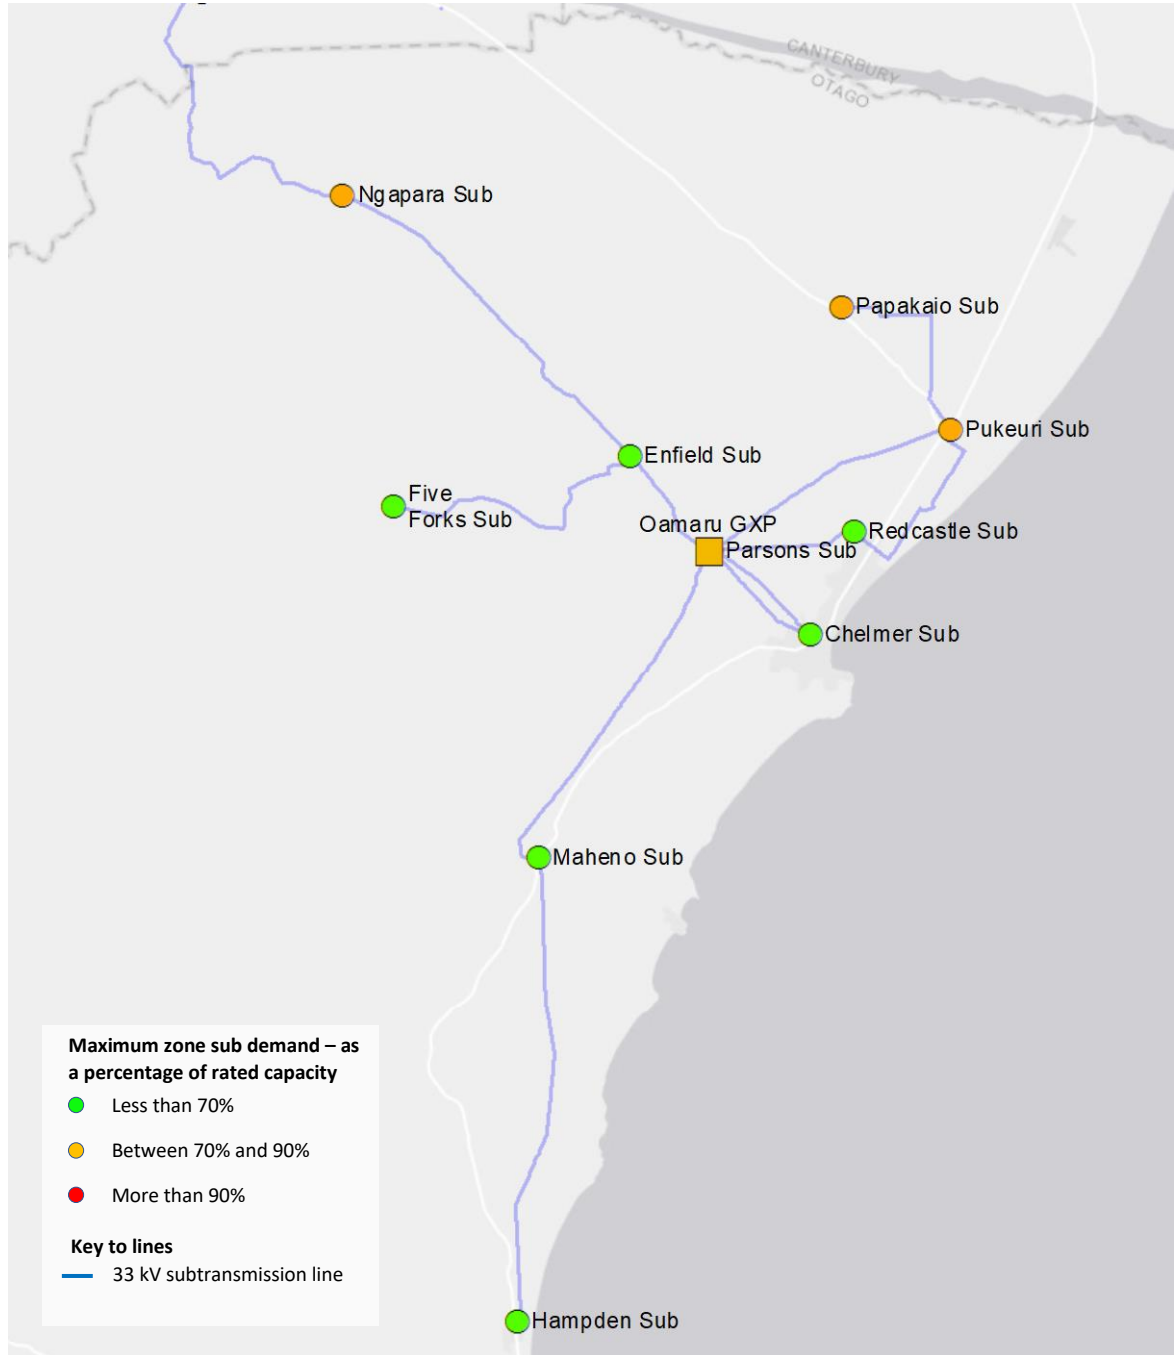 CANTERBURY
OTAGO
Ngapara Sub
Papakaio Sub
Pukeuri Sub
Enfield Sub
Five
Forks Sub
Oamaru GXP
Parsons Sub
Redcastle Sub
Chelmer Sub
Maheno Sub
Maximum zone sub demand – as
a percentage of rated capacity
Less than 70%
Between 70% and 90%
More than 90%
Key to lines
33 kV subtransmission line
Hampden Sub